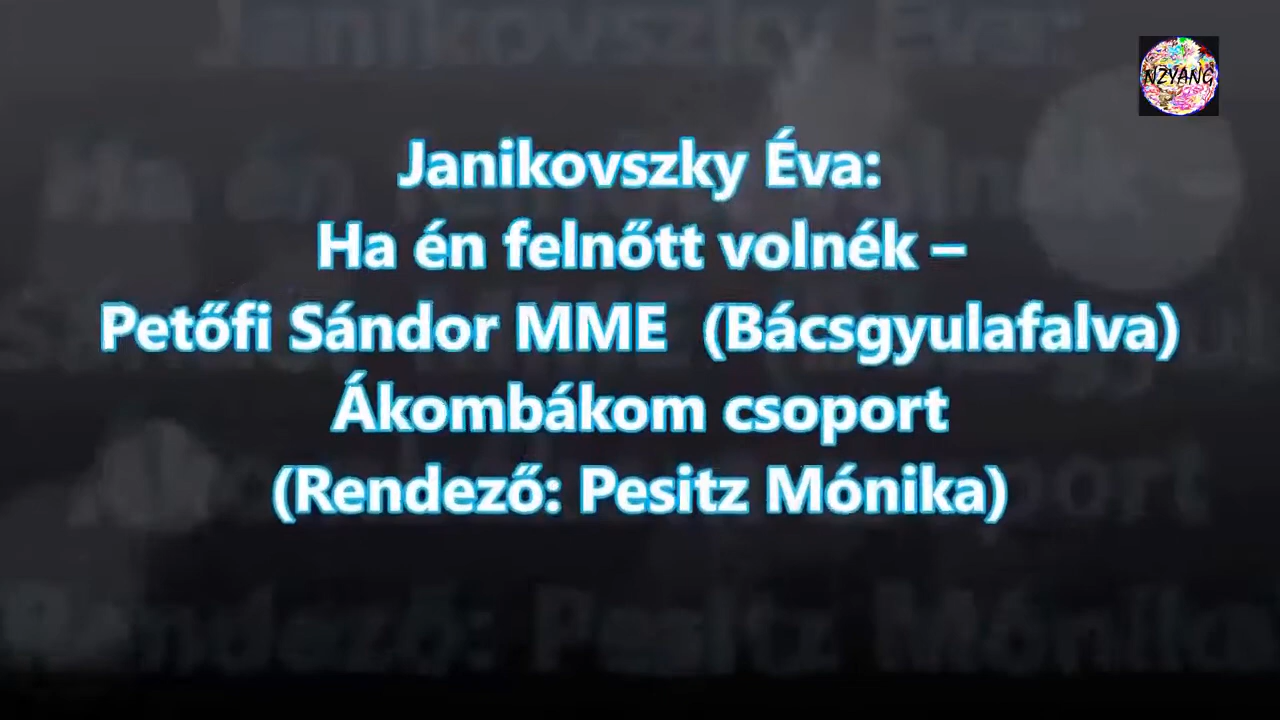 NZYANG
Janikovszky Éva:
Ha én felnőtt volnék –
Petőfi Sándor MME (Bácsgyulafalva)
Ákombákom csoport
(Rendező: Pesitz Mónika)